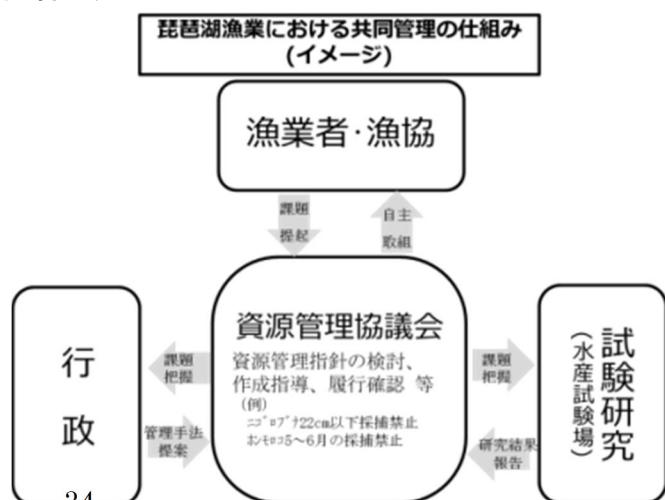 琵琶湖漁業における共同管理の仕組み
(イメージ)
漁業者・漁協
課題
提起
自主
取組
資源管理協議会
資源管理指針の検討、
作成指導、履行確認 等
(例)
ﾆｺﾞﾛﾌﾞﾅ22cm以下採捕禁止
ﾎﾝﾓﾛｺ5～6月の採捕禁止
行
政
課題
把握
管理手法
提案
課題
把握
研究結果
報告
試験研究
(水産試験場)
24